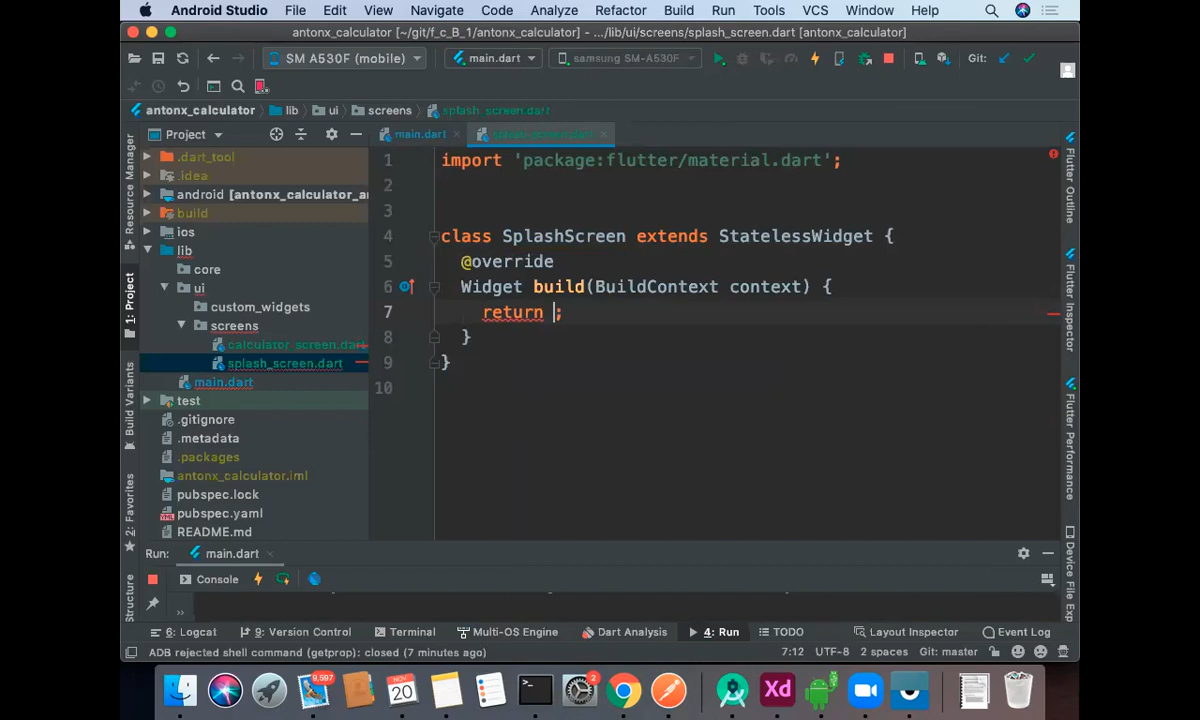 Android Studio File Edit View Navigate Code Analyze Refactor Build Run Tools VCS Window Help
antonx_calculator [~/git/f_c_B_1/antonx_calculator] – .../lib/ui/screens/splash_screen.dart [antonx_calculator]
SM A530F (mobile) main.dart samsung SM-A530F Git:
antonx_calculator lib ui screens splash_screen.dart
Project main.dart splash_screen.dart
.dart_tool
.idea
android [antonx_calculator_an
build
ios
lib
core
ui
custom_widgets
screens
calculator_screen.dart
splash_screen.dart
main.dart
test
.gitignore
.metadata
.packages
antonx_calculator.iml
pubspec.lock
pubspec.yaml
README.md
1 import 'package:flutter/material.dart';
2
3
4 class SplashScreen extends StatelessWidget {
5 @override
6 Widget build(BuildContext context) {
7 return ;
8 }
9 }
10
Resource Manager
1: Project
Build Variants
2: Favorites
Structure
Flutter Outline
Flutter Inspector
Flutter Performance
Device File Exp
Run: main.dart
Console
6: Logcat 9: Version Control Terminal Multi-OS Engine Dart Analysis 4: Run TODO Layout Inspector Event Log
ADB rejected shell command (getprop): closed (7 minutes ago) 7:12 UTF-8 2 spaces Git: master
9,597
NOV
20
2
Xd